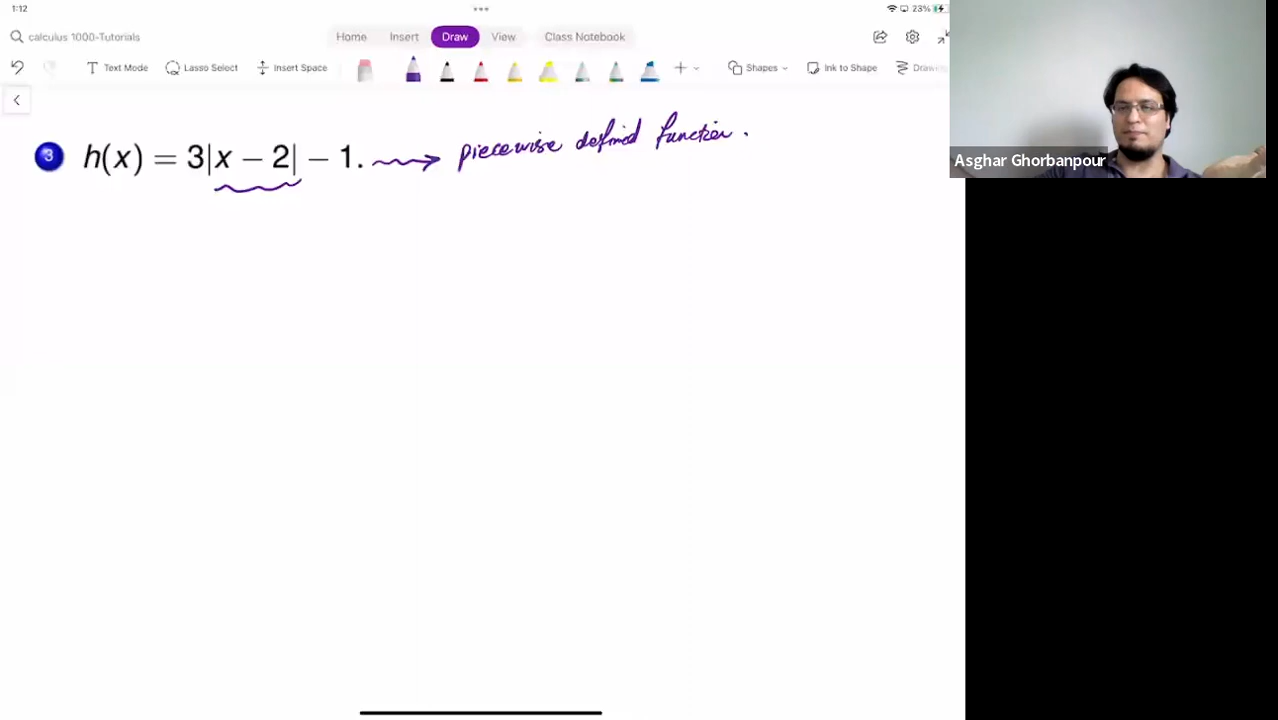 1:12
23%
calculus 1000-Tutorials
Home Insert Draw View Class Notebook
Text Mode Lasso Select Insert Space Shapes Ink to Shape Drawing
3 h(x) = 3|x − 2| − 1. piecewise defined function.
Asghar Ghorbanpour